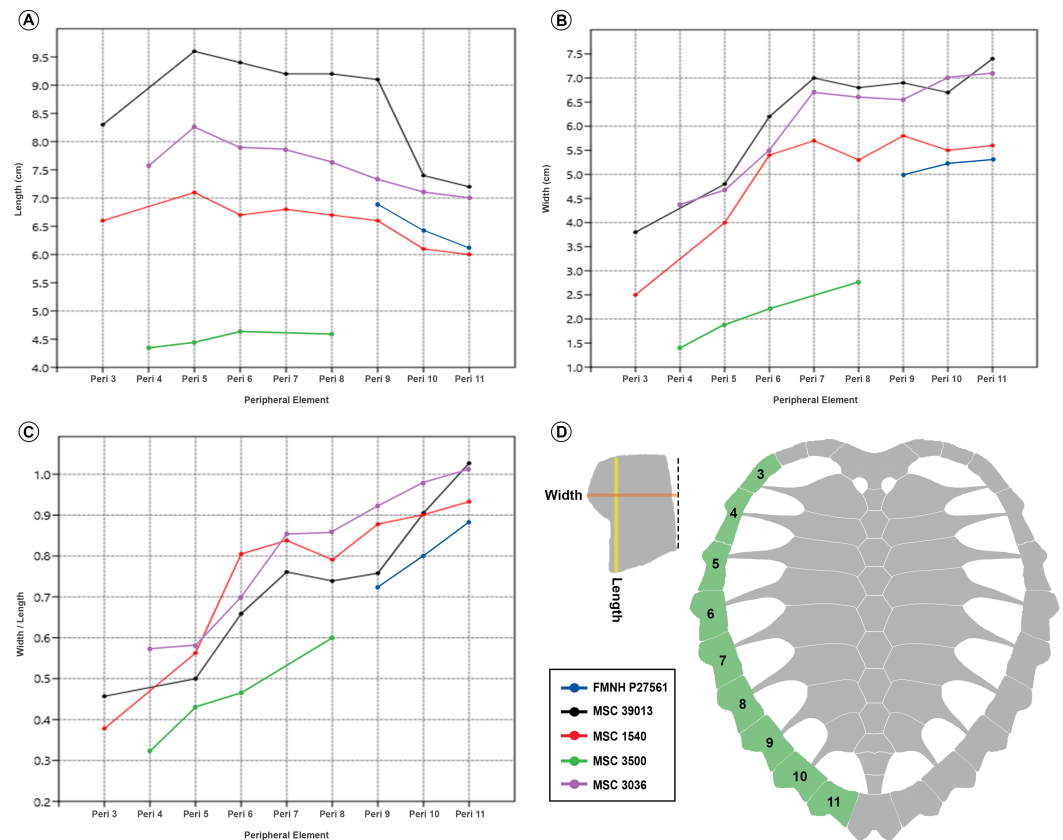 A
9.5
9.0
8.5
8.0
7.5
7.0
6.5
6.0
5.5
5.0
4.5
4.0
Length (cm)
Peri 3 Peri 4 Peri 5 Peri 6 Peri 7 Peri 8 Peri 9 Peri 10 Peri 11
Peripheral Element
B
7.5
7.0
6.5
6.0
5.5
5.0
4.5
4.0
3.5
3.0
2.5
2.0
1.5
1.0
Width (cm)
Peri 3 Peri 4 Peri 5 Peri 6 Peri 7 Peri 8 Peri 9 Peri 10 Peri 11
Peripheral Element
C
1.0
0.9
0.8
0.7
0.6
0.5
0.4
0.3
0.2
Width / Length
Peri 3 Peri 4 Peri 5 Peri 6 Peri 7 Peri 8 Peri 9 Peri 10 Peri 11
Peripheral Element
D
Width
Length
FMNH P27561
MSC 39013
MSC 1540
MSC 3500
MSC 3036
3
4
5
6
7
8
9
10
11